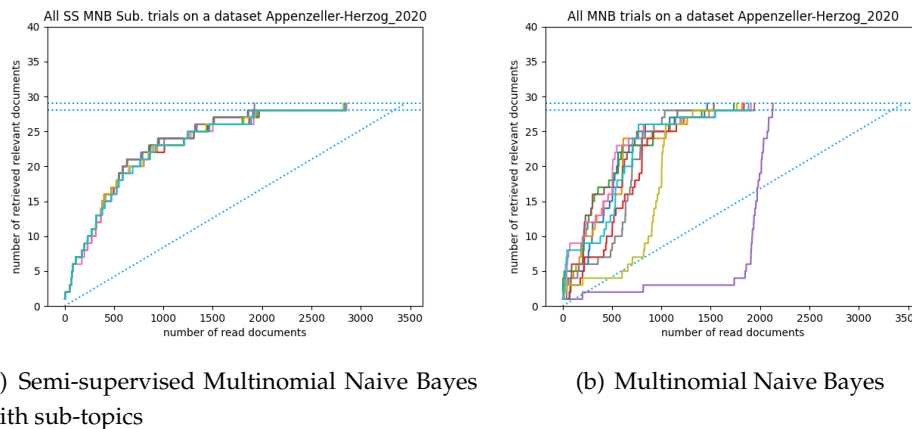 All SS MNB Sub. trials on a dataset Appenzeller-Herzog_2020
40
35
30
25
20
15
10
5
0
number of retrieved relevant documents
0 500 1000 1500 2000 2500 3000 3500
number of read documents
) Semi-supervised Multinomial Naive Bayes
ith sub-topics
All MNB trials on a dataset Appenzeller-Herzog_2020
40
35
30
25
20
15
10
5
0
number of retrieved relevant documents
0 500 1000 1500 2000 2500 3000 350
number of read documents
(b) Multinomial Naive Bayes